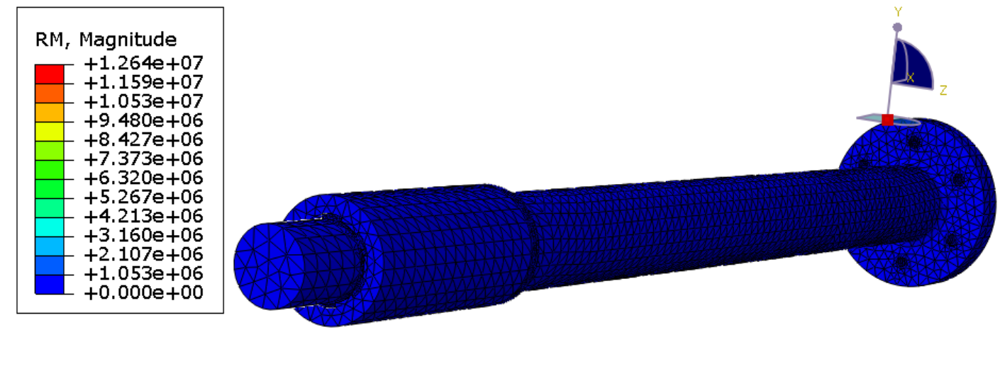 RM, Magnitude
+1.264e+07
+1.159e+07
+1.053e+07
+9.480e+06
+8.427e+06
+7.373e+06
+6.320e+06
+5.267e+06
+4.213e+06
+3.160e+06
+2.107e+06
+1.053e+06
+0.000e+00
Y
X
Z